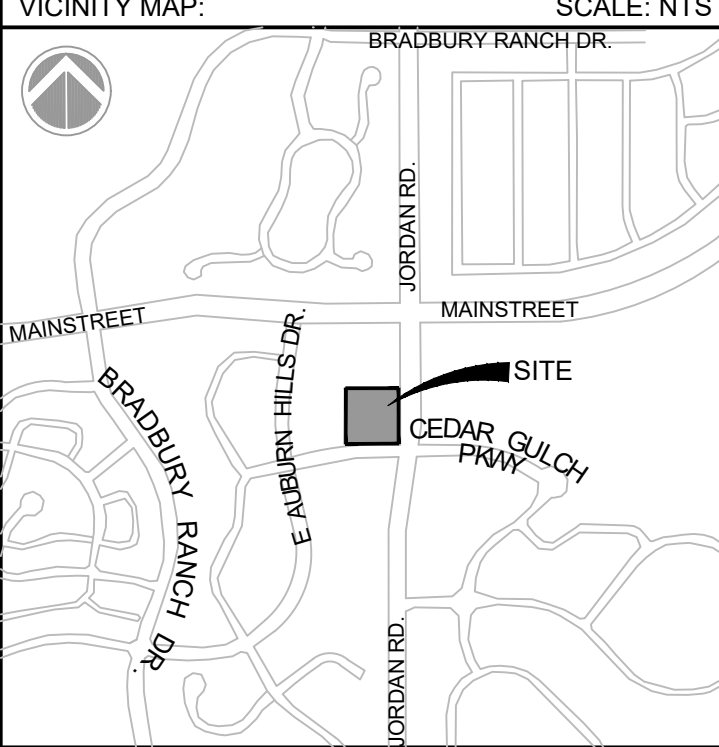 VICINITY MAP:
SCALE: NTS
BRADBURY RANCH DR.
JORDAN RD.
MAINSTREET
MAINSTREET
E AUBURN HILLS DR.
SITE
BRADBURY RANCH DR.
CEDAR GULCH
PKWY
JORDAN RD.